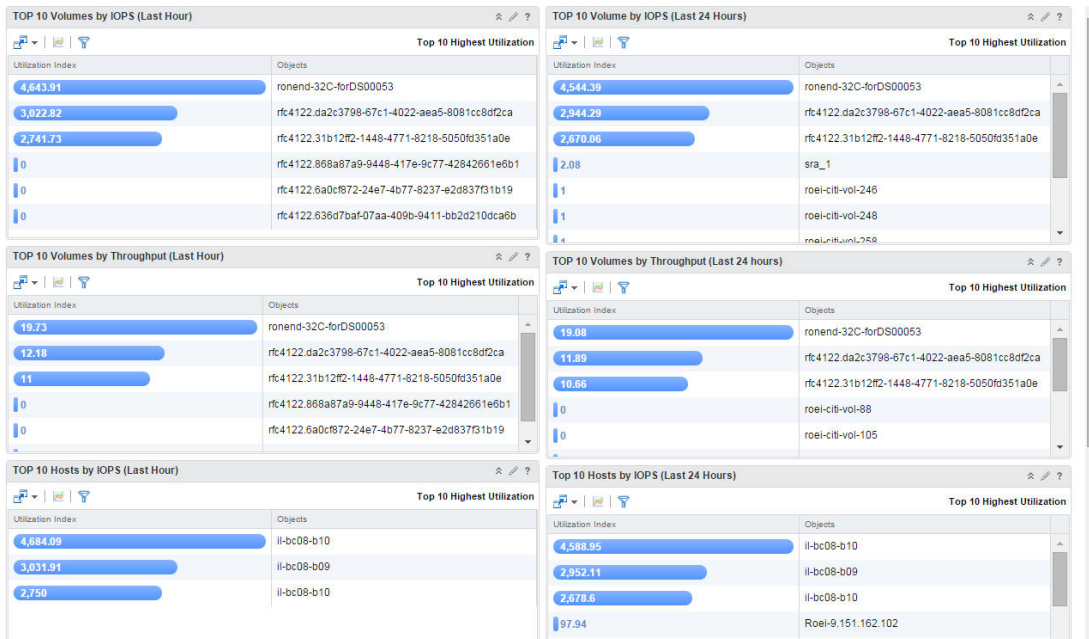 TOP 10 Volume by IOPS (Last Hour)
?
Top 10 Highest Utilization
Utilization Index Objects
4,643.91 ronend-32C-forDS00053
3,022.82 rfc4122.da2c3798-67c1-4022-aea5-8081cc8df2ca
2,741.73 rfc4122.31b12ff2-1448-4771-8218-5050fd351a0e
0 rfc4122.868a87a9-9448-417e-9c77-42842661e6b1
0 rfc4122.6a0cf872-24e7-4b77-8237-e2d837f31b19
0 rfc4122.636d7baf-07aa-409b-9411-bb2d210dca6b
TOP 10 Volumes by Throughput (Last Hour)
?
Top 10 Highest Utilization
Utilization Index Objects
19.73 ronend-32C-forDS00053
12.18 rfc4122.da2c3798-67c1-4022-aea5-8081cc8df2ca
11 rfc4122.31b12ff2-1448-4771-8218-5050fd351a0e
0 rfc4122.868a87a9-9448-417e-9c77-42842661e6b1
0 rfc4122.6a0cf872-24e7-4b77-8237-e2d837f31b19
TOP 10 Hosts by IOPS (Last Hour)
?
Top 10 Highest Utilization
Utilization Index Objects
4,684.09 il-bc08-b10
3,031.91 il-bc08-b09
2,750 il-bc08-b10
TOP 10 Volume by IOPS (Last 24 Hours)
?
Top 10 Highest Utilization
Utilization Index Objects
4,544.39 ronend-32C-forDS00053
2,944.29 rfc4122.da2c3798-67c1-4022-aea5-8081cc8df2ca
2,670.06 rfc4122.31b12ff2-1448-4771-8218-5050fd351a0e
2.08 sra_1
1 roei-citi-vol-246
1 roei-citi-vol-248
1 roei-citi-vol-258
TOP 10 Volumes by Throughput (Last 24 hours)
?
Top 10 Highest Utilization
Utilization Index Objects
19.08 ronend-32C-forDS00053
11.89 rfc4122.da2c3798-67c1-4022-aea5-8081cc8df2ca
10.66 rfc4122.31b12ff2-1448-4771-8218-5050fd351a0e
0 roei-citi-vol-88
0 roei-citi-vol-105
Top 10 Hosts by IOPS (Last 24 Hours)
?
Top 10 Highest Utilization
Utilization Index Objects
4,588.95 il-bc08-b10
2,952.11 il-bc08-b09
2,678.6 il-bc08-b10
97.94 Roei-9.151.162.102